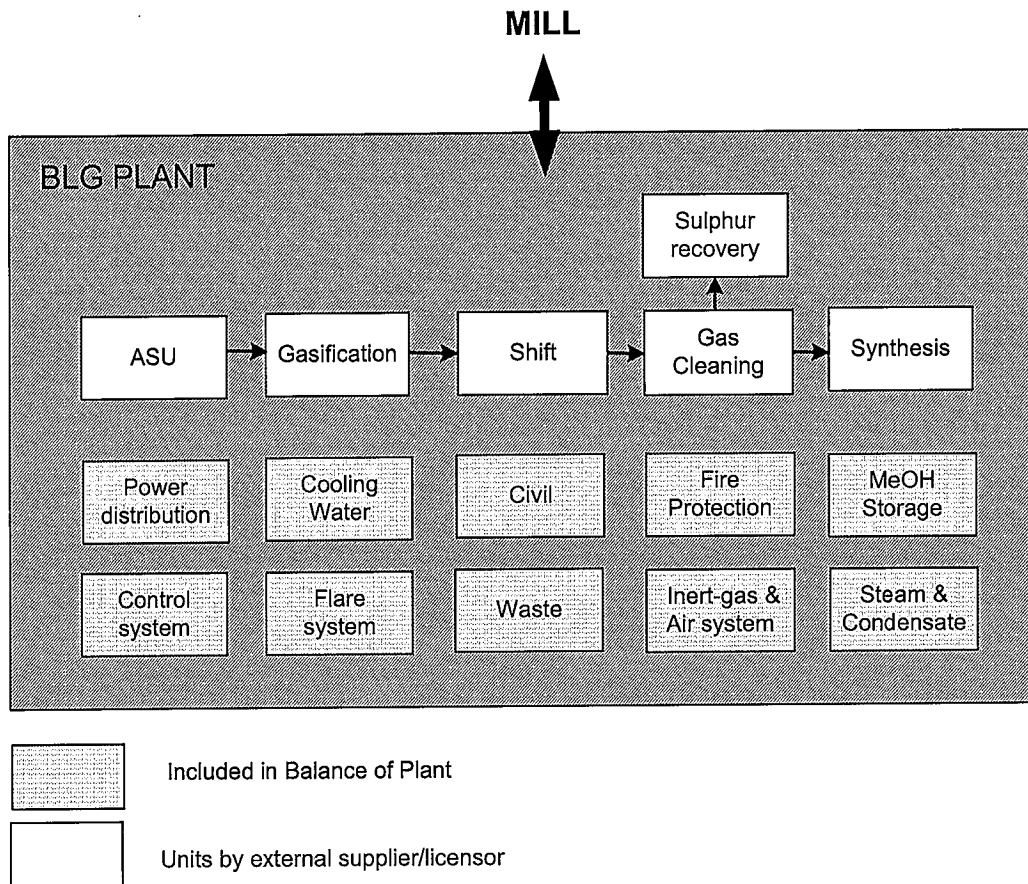 MILL
BLG PLANT
Sulphur
recovery
ASU
Gasification
Shift
Gas
Cleaning
Synthesis
Power
distribution
Cooling
Water
Civil
Fire
Protection
MeOH
Storage
Control
system
Flare
system
Waste
Inert-gas &
Air system
Steam &
Condensate
Included in Balance of Plant
Units by external supplier/licensor